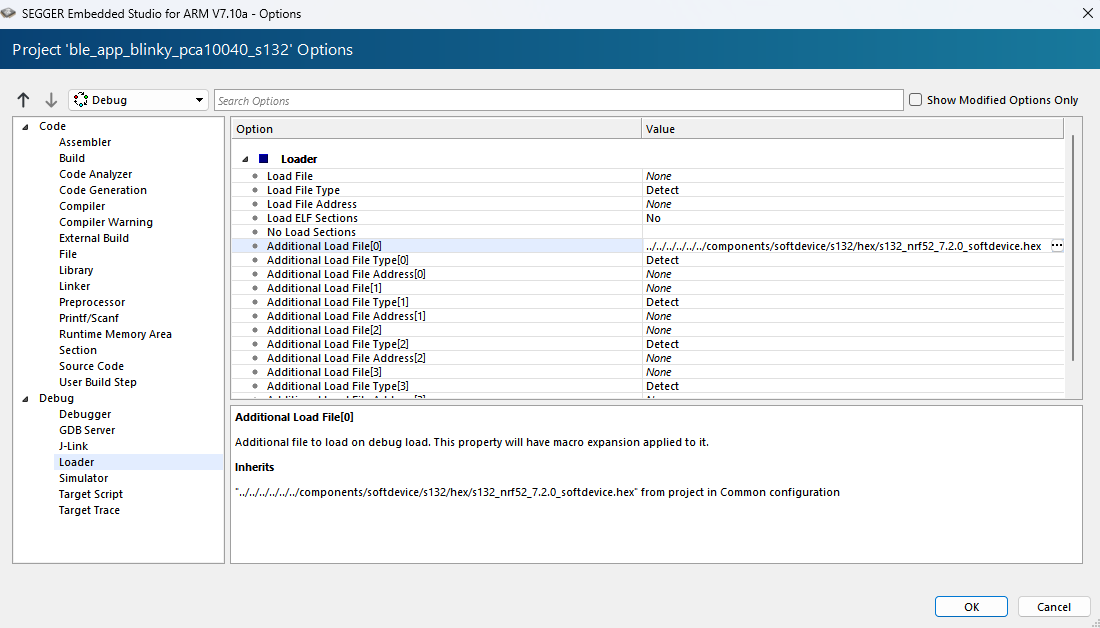 SEGGER Embedded Studio for ARM V7.10a - Options
Project 'ble_app_blinky_pca10040_s132' Options
Debug
Search Options
Show Modified Options Only
Code
Assembler
Build
Code Analyzer
Code Generation
Compiler
Compiler Warning
External Build
File
Library
Linker
Preprocessor
Printf/Scanf
Runtime Memory Area
Section
Source Code
User Build Step
Debug
Debugger
GDB Server
J-Link
Loader
Simulator
Target Script
Target Trace
Option Value
Loader
Load File None
Load File Type Detect
Load File Address None
Load ELF Sections No
No Load Sections
Additional Load File[0] ../../../../../../components/softdevice/s132/hex/s132_nrf52_7.2.0_softdevice.hex ...
Additional Load File Type[0] Detect
Additional Load File Address[0] None
Additional Load File[1] None
Additional Load File Type[1] Detect
Additional Load File Address[1] None
Additional Load File[2] None
Additional Load File Type[2] Detect
Additional Load File Address[2] None
Additional Load File[3] None
Additional Load File Type[3] Detect
Additional Load File[0]
Additional file to load on debug load. This property will have macro expansion applied to it.
Inherits
"../../../../../../components/softdevice/s132/hex/s132_nrf52_7.2.0_softdevice.hex" from project in Common configuration
OK
Cancel